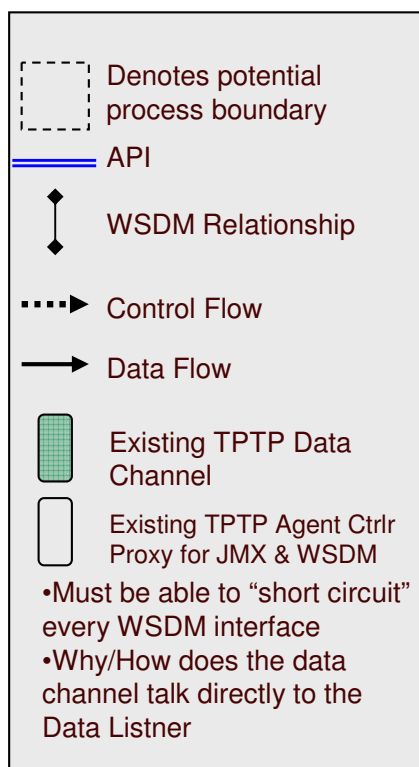 Denotes potential
process boundary
API
WSDM Relationship
Control Flow
Data Flow
Existing TPTP Data
Channel
Existing TPTP Agent Ctrlr
Proxy for JMX & WSDM
•Must be able to “short circuit”
every WSDM interface
•Why/How does the data
channel talk directly to the
Data Listner